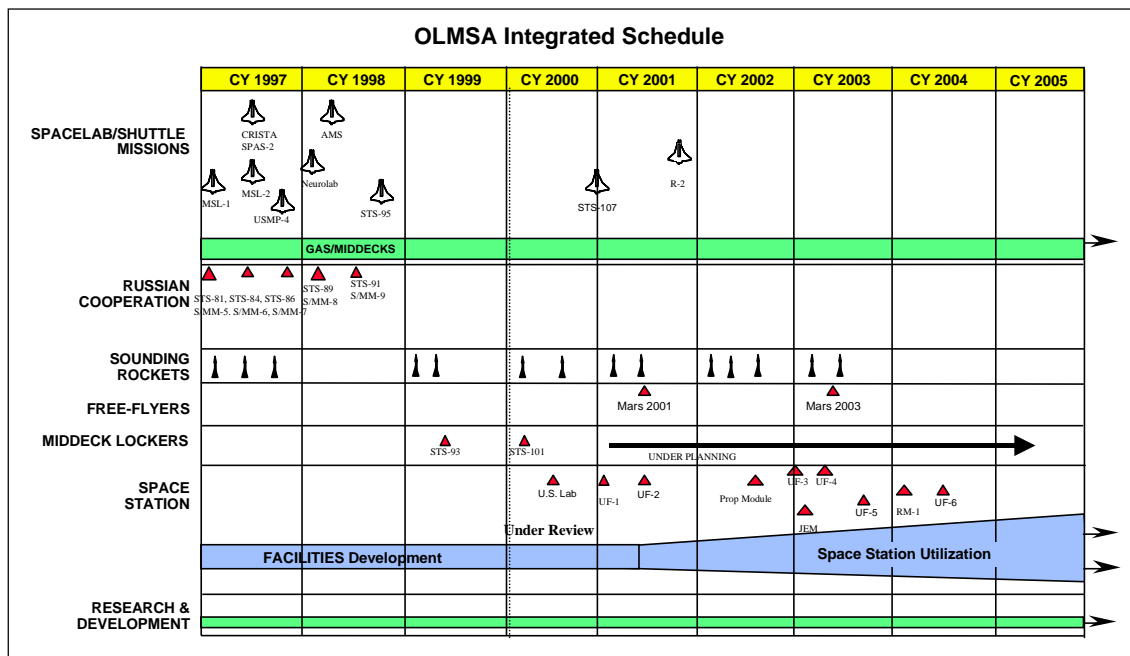 OLMSA Integrated Schedule
CY 1997 CY 1998 CY 1999 CY 2000 CY 2001 CY 2002 CY 2003 CY 2004 CY 2005
SPACELAB/SHUTTLE
MISSIONS
CRISTA
SPAS-2
AMS
MSL-1
MSL-2
USMP-4
Neurolab
STS-95
STS-107
R-2
GAS/MIDDECKS
RUSSIAN
COOPERATION
STS-81, STS-84, STS-86
S/MM-5. S/MM-6, S/MM-7
STS-89
S/MM-8
STS-91
S/MM-9
SOUNDING
ROCKETS
FREE-FLYERS
Mars 2001
Mars 2003
MIDDECK LOCKERS
STS-93
STS-101
UNDER PLANNING
SPACE
STATION
U.S. Lab
UF-1
UF-2
Prop Module
UF-3
UF-4
JEM
UF-5
RM-1
UF-6
Under Review
FACILITIES Development
Space Station Utilization
RESEARCH &
DEVELOPMENT